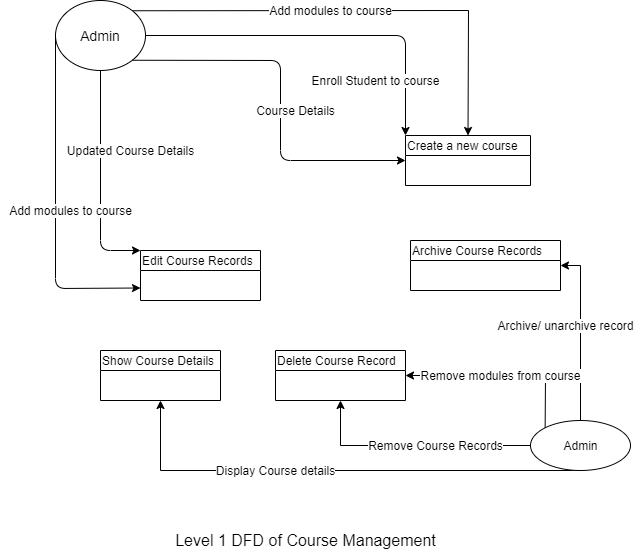 Add modules to course
Admin
Enroll Student to course
Course Details
Create a new course
Updated Course Details
Add modules to course
Edit Course Records
Archive Course Records
Archive/ unarchive record
Show Course Details
Delete Course Record
Remove modules from course
Remove Course Records
Admin
Display Course details
Level 1 DFD of Course Management